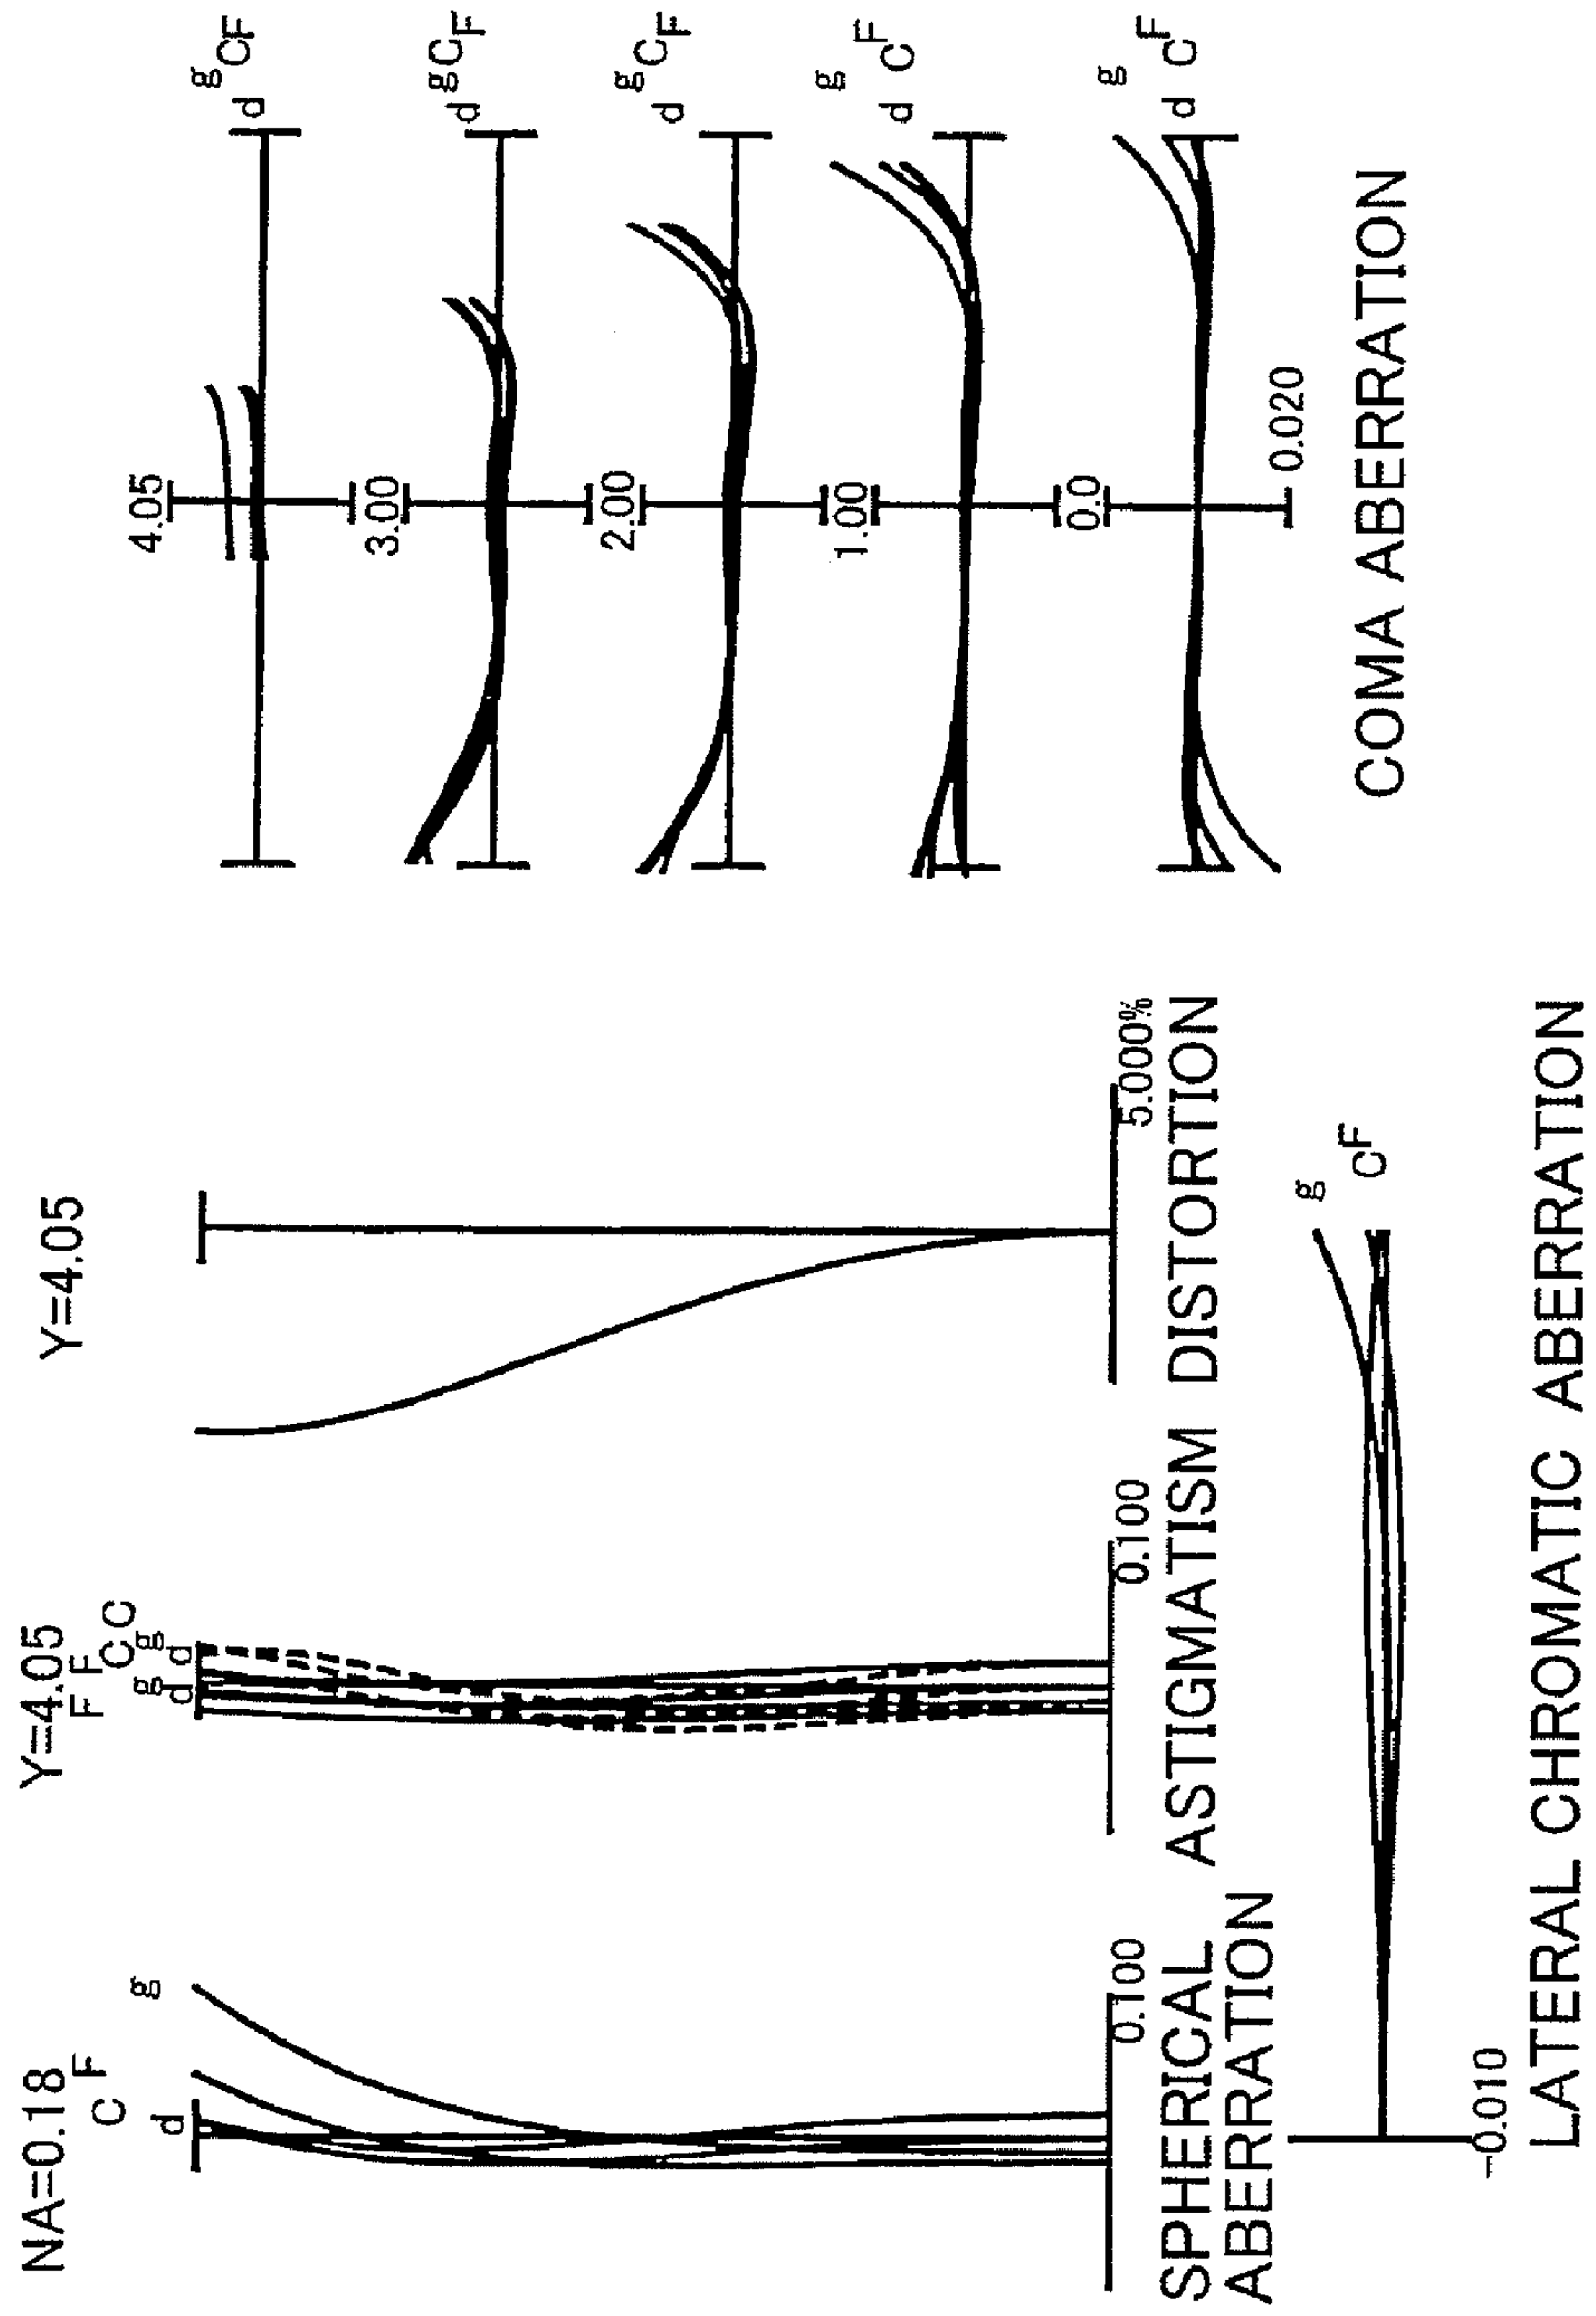 NA=0.18
C F
d
g
SPHERICAL
ABERRATION
0.100
Y=4.05
F F
g
d
C C
g
d
ASTIGMATISM
0.100
Y=4.05
DISTORTION
5.000%
g
C F
-0.010
LATERAL CHROMATIC ABERRATION
4.05
g
C F
d
3.00
g C F
d
2.00
g C F
d
1.00
g F
C
d
0.0
g F
C
d
0.020
COMA ABERRATION